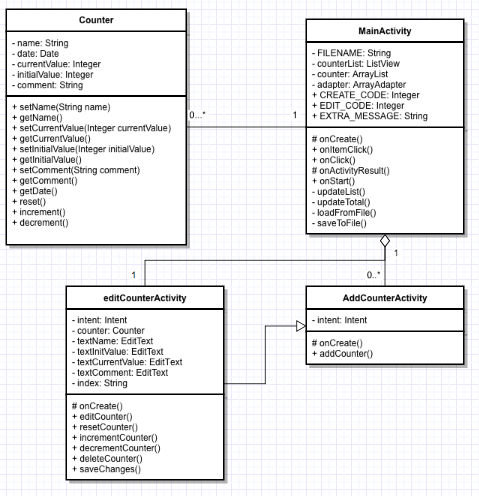 Counter
- name: String
- date: Date
- currentValue: Integer
- initialValue: Integer
- comment: String
+ setName(String name)
+ getName()
+ setCurrentValue(Integer currentValue)
+ getCurrentValue()
+ setInitialValue(Integer initialValue)
+ getInitialValue()
+ setComment(String comment)
+ getComment()
+ getDate()
+ reset()
+ increment()
+ decrement()
0...*
1
MainActivity
- FILENAME: String
- counterList: ListView
- counter: ArrayList
- adapter: ArrayAdapter
+ CREATE_CODE: Integer
+ EDIT_CODE: Integer
+ EXTRA_MESSAGE: String
# onCreate()
+ onItemClick()
+ onClick()
# onActivityResult()
+ onStart()
- updateList()
- updateTotal()
- loadFromFile()
- saveToFile()
1
1
0..*
editCounterActivity
- intent: Intent
- counter: Counter
- textName: EditText
- textInitValue: EditText
- textCurrentValue: EditText
- textComment: EditText
- index: String
# onCreate()
+ editCounter()
+ resetCounter()
+ incrementCounter()
+ decrementCounter()
+ deleteCounter()
+ saveChanges()
AddCounterActivity
- intent: Intent
# onCreate()
+ addCounter()